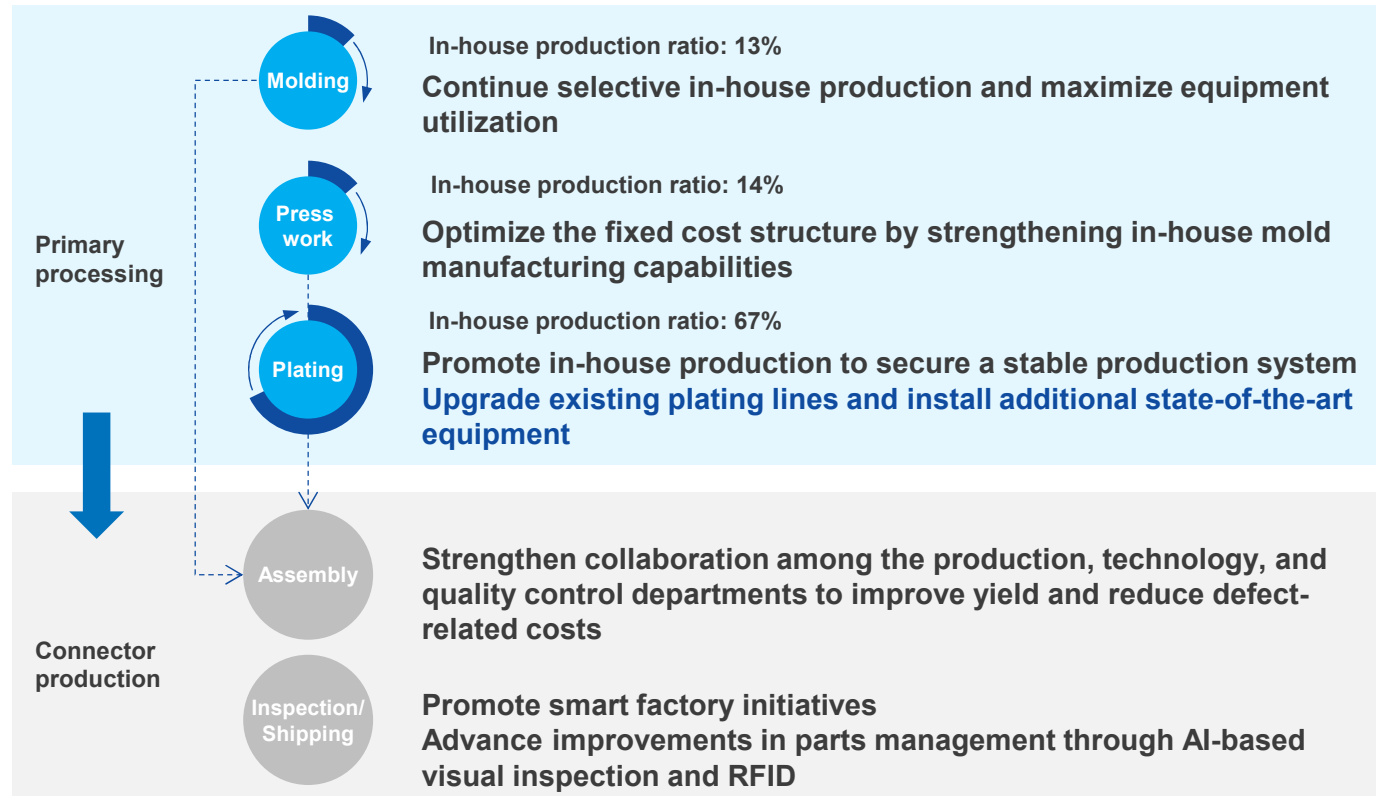 Primary
processing
Molding
In-house production ratio: 13%
Continue selective in-house production and maximize equipment
utilization
Press
work
In-house production ratio: 14%
Optimize the fixed cost structure by strengthening in-house mold
manufacturing capabilities
Plating
In-house production ratio: 67%
Promote in-house production to secure a stable production system
Upgrade existing plating lines and install additional state-of-the-art
equipment
Connector
production
Assembly
Strengthen collaboration among the production, technology, and
quality control departments to improve yield and reduce defect-
related costs
Inspection/
Shipping
Promote smart factory initiatives
Advance improvements in parts management through AI-based
visual inspection and RFID